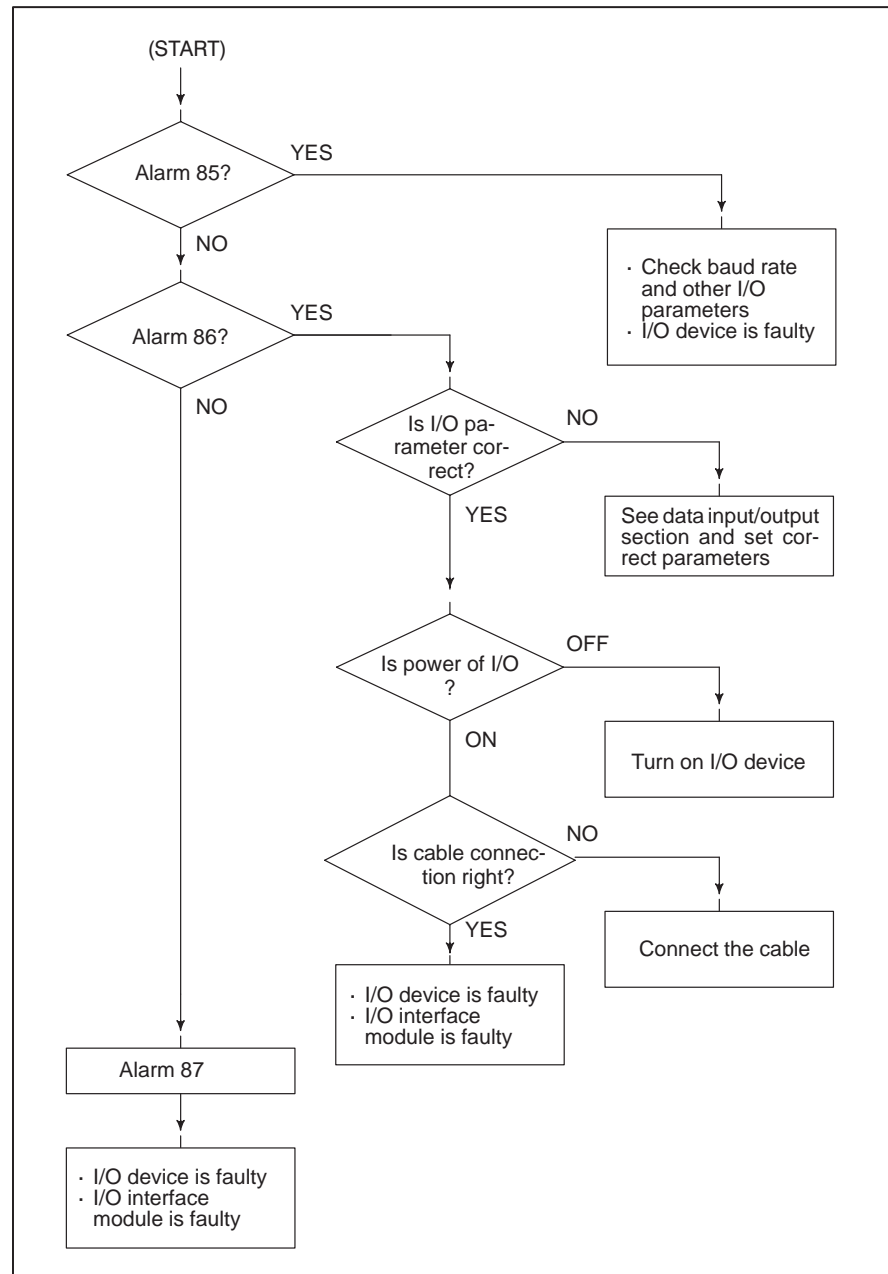 (START)
Alarm 85?
YES
NO
· Check baud rate
and other I/O
parameters
· I/O device is faulty
Alarm 86?
YES
NO
Is I/O pa-
rameter cor-
rect?
NO
YES
See data input/output
section and set cor-
rect parameters
Is power of I/O
?
OFF
ON
Turn on I/O device
Is cable connec-
tion right?
NO
YES
Connect the cable
· I/O device is faulty
· I/O interface
module is faulty
Alarm 87
· I/O device is faulty
· I/O interface
module is faulty